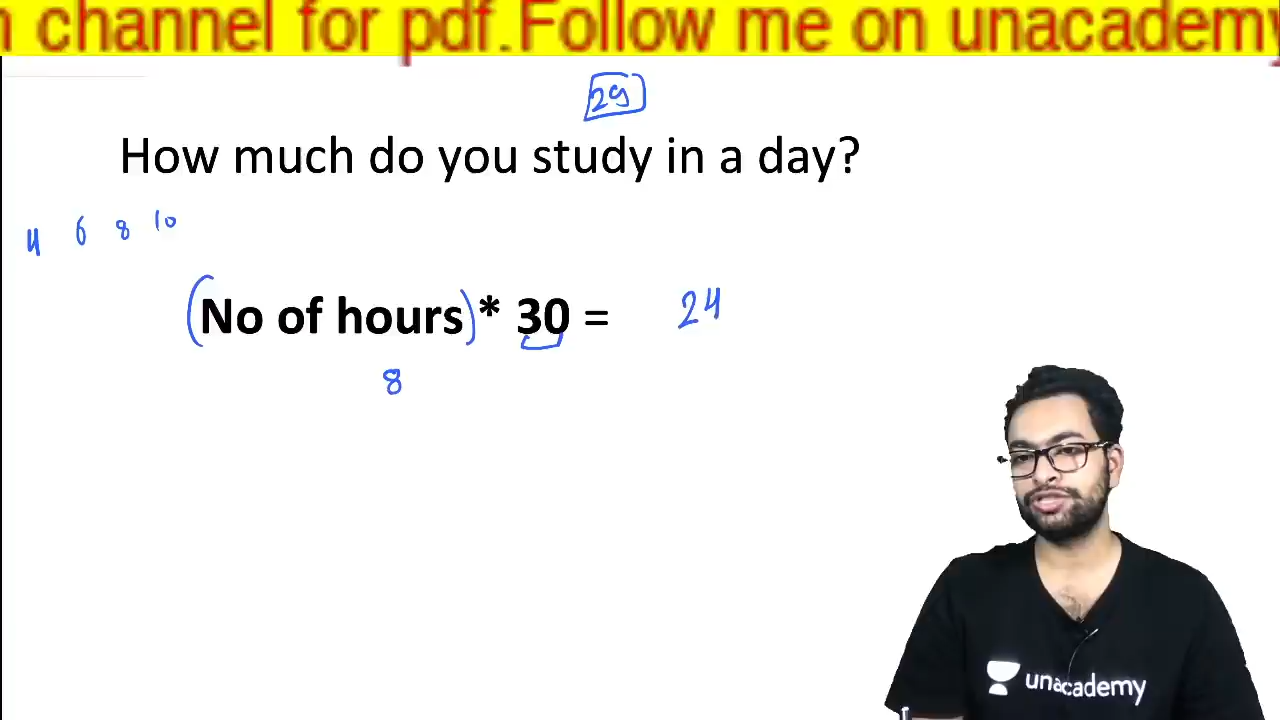 n channel for pdf.Follow me on unacademy
29
How much do you study in a day?
4 6 8 10
(No of hours) * 30 = 24
8
unacademy